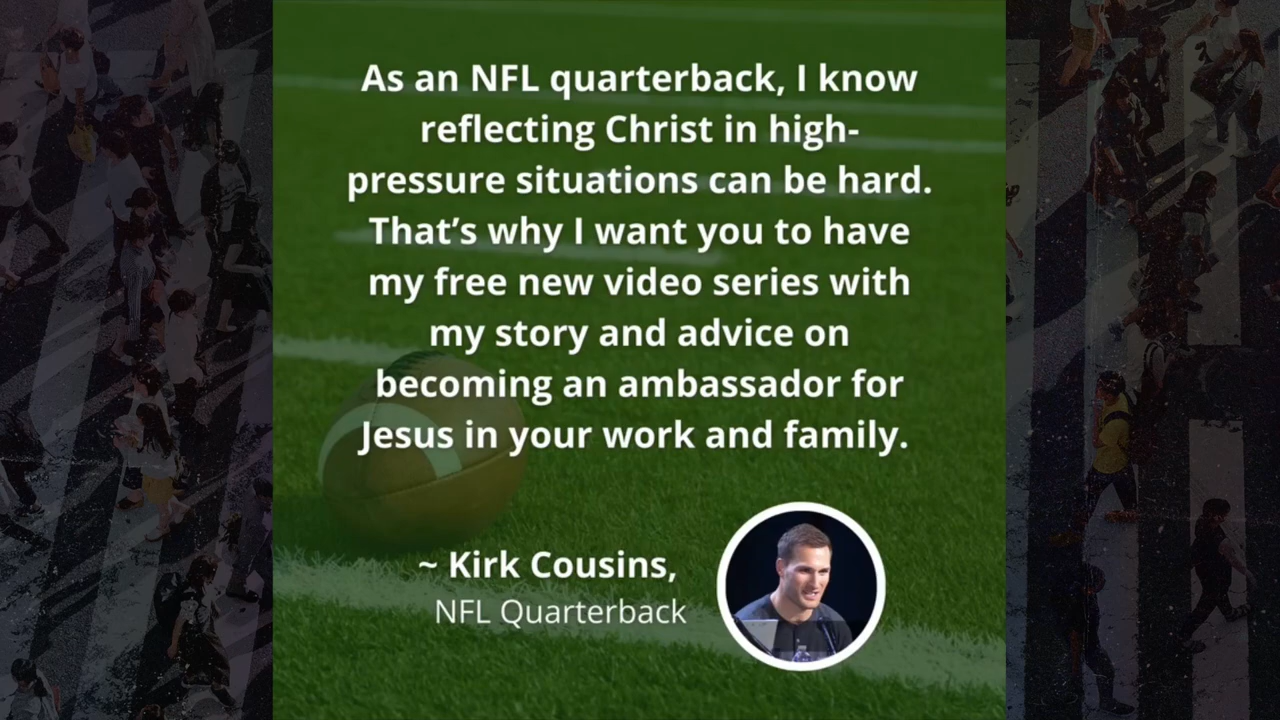 As an NFL quarterback, I know
reflecting Christ in high-
pressure situations can be hard.
That’s why I want you to have
my free new video series with
my story and advice on
becoming an ambassador for
Jesus in your work and family.
~ Kirk Cousins,
NFL Quarterback